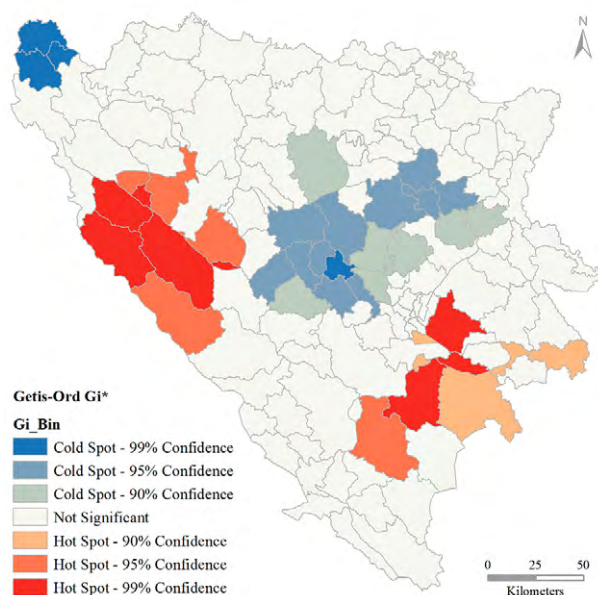 N
Getis-Ord Gi*
Gi_Bin
Cold Spot - 99% Confidence
Cold Spot - 95% Confidence
Cold Spot - 90% Confidence
Not Significant
Hot Spot - 90% Confidence
Hot Spot - 95% Confidence
Hot Spot - 99% Confidence
0 25 50
Kilometers